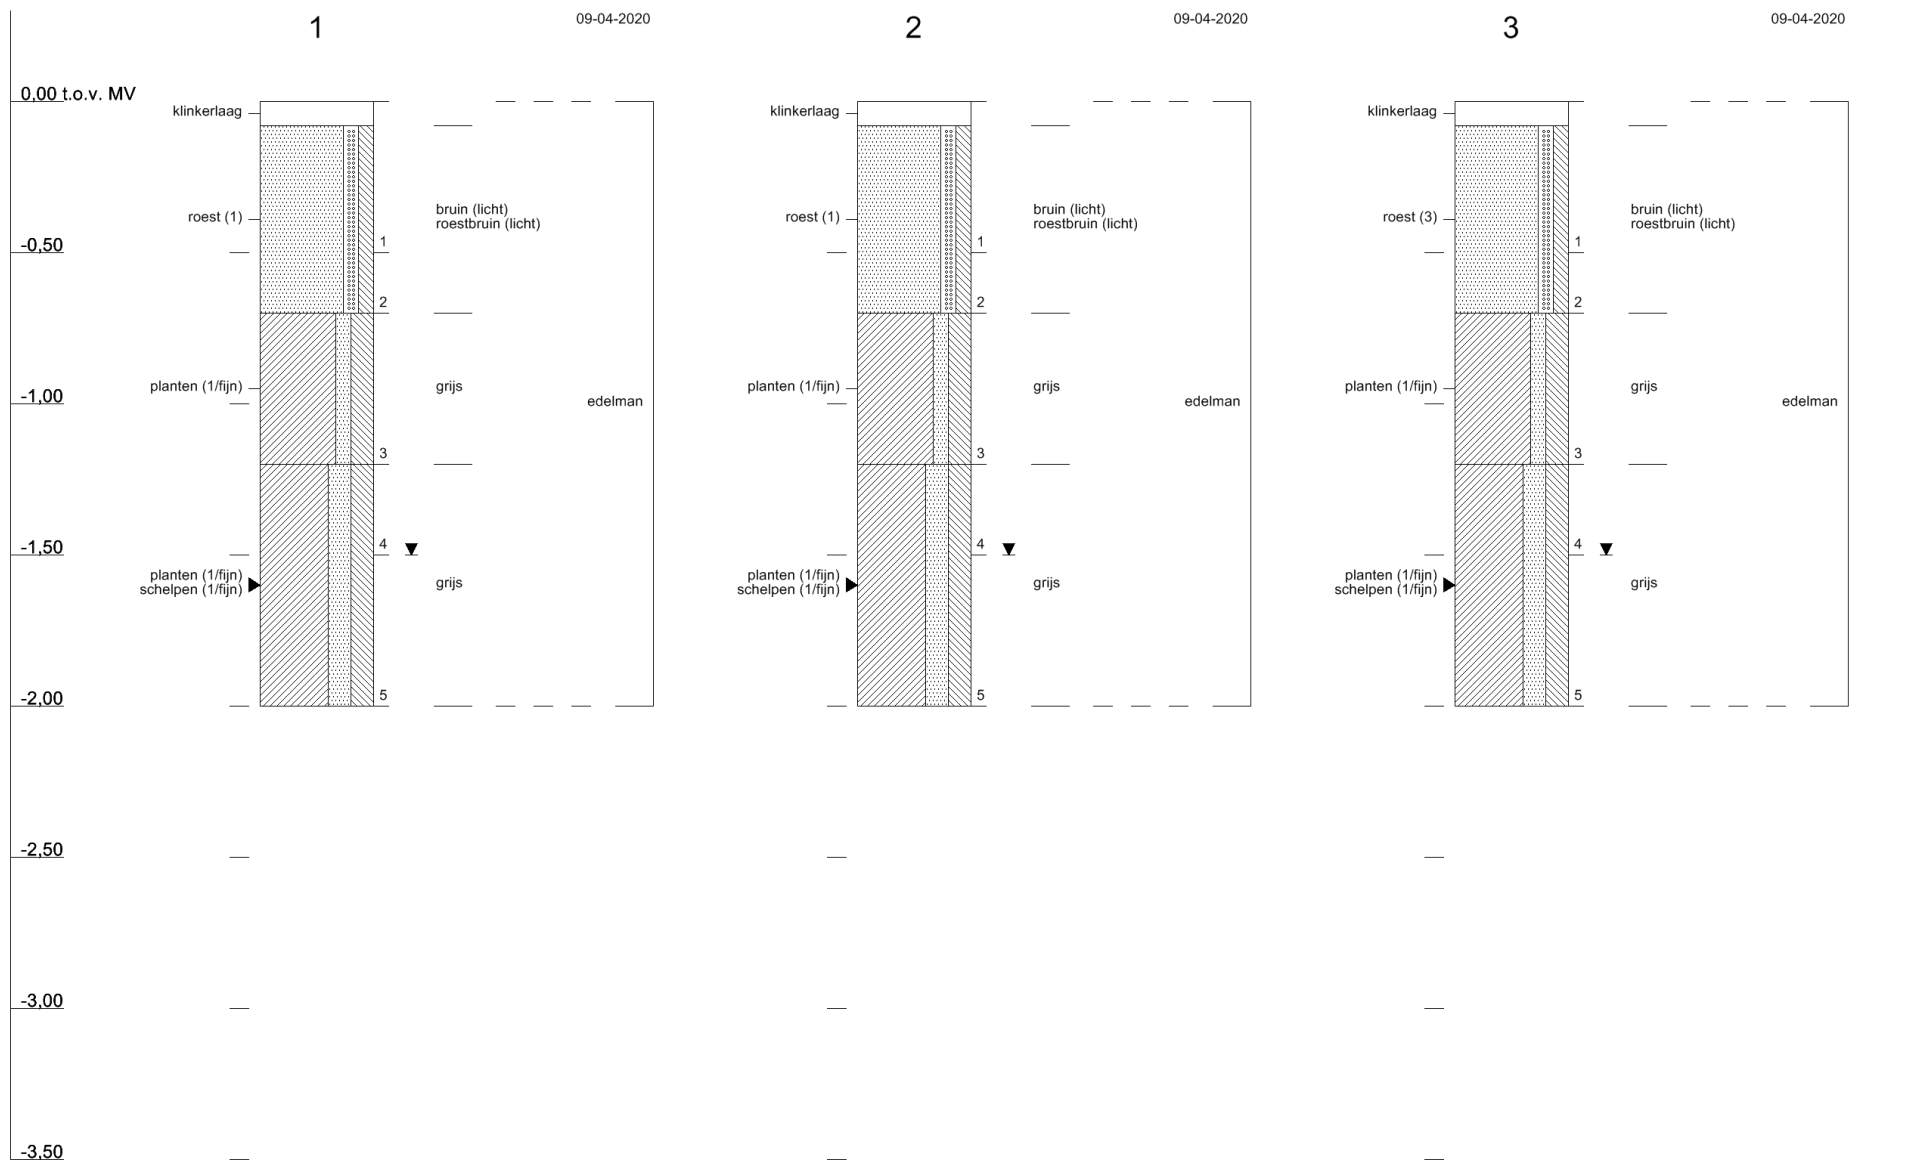 1
09-04-2020
2
09-04-2020
3
09-04-2020
0,00 t.o.v. MV
-0,50
-1,00
-1,50
-2,00
-2,50
-3,00
-3,50
klinkerlaag
roest (1)
planten (1/fijn)
planten (1/fijn)
schelpen (1/fijn)
1
2
3
4
5
bruin (licht)
roestbruin (licht)
grijs
grijs
edelman
klinkerlaag
roest (1)
planten (1/fijn)
planten (1/fijn)
schelpen (1/fijn)
1
2
3
4
5
bruin (licht)
roestbruin (licht)
grijs
grijs
edelman
klinkerlaag
roest (3)
planten (1/fijn)
planten (1/fijn)
schelpen (1/fijn)
1
2
3
4
5
bruin (licht)
roestbruin (licht)
grijs
grijs
edelman